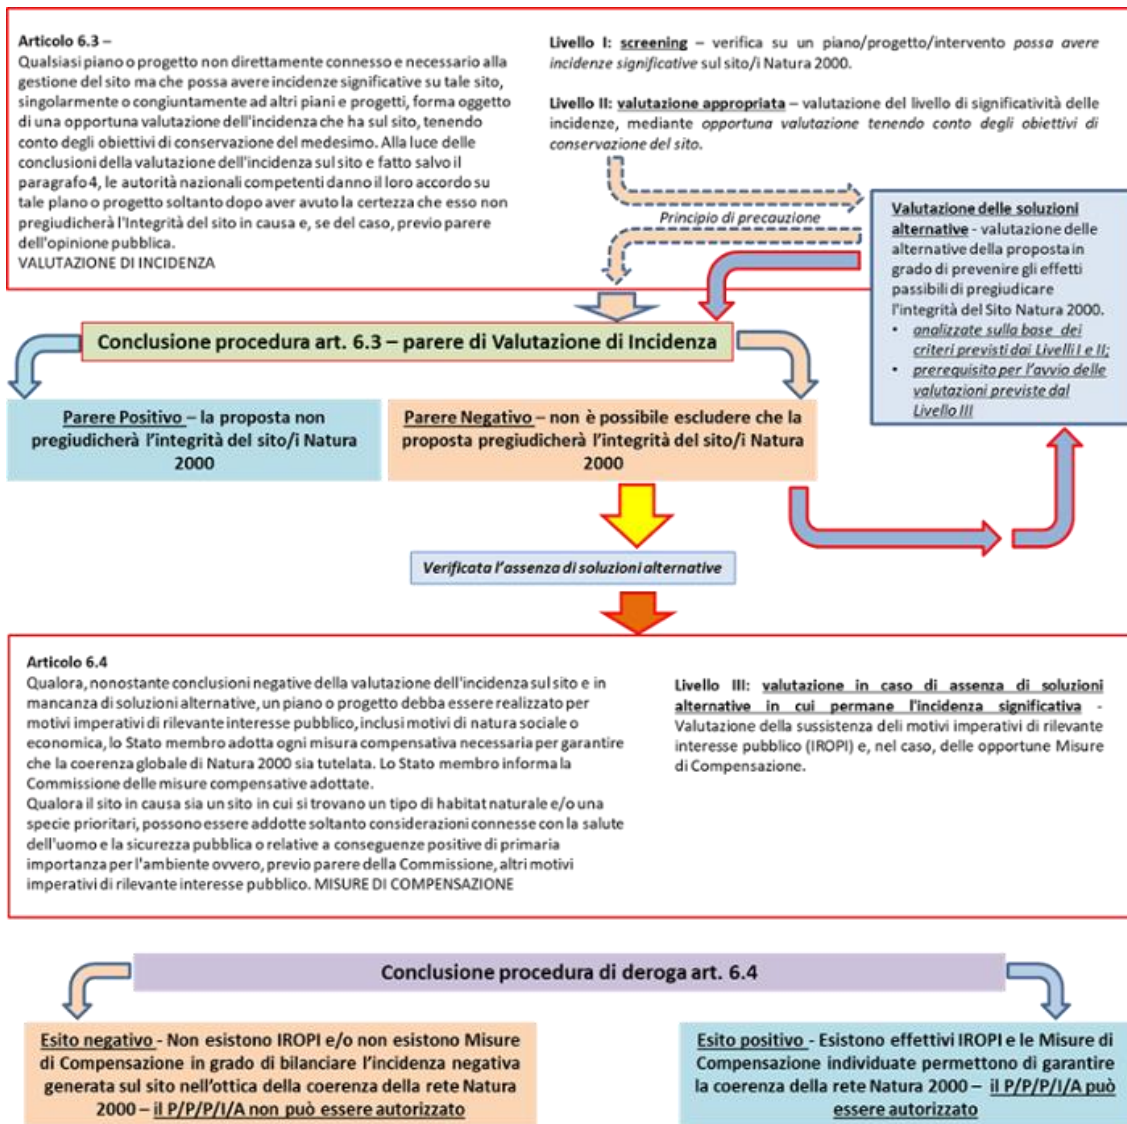 Articolo 6.3 –
Qualsiasi piano o progetto non direttamente connesso e necessario alla
gestione del sito ma che possa avere incidenze significative su tale sito,
singolarmente o congiuntamente ad altri piani e progetti, forma oggetto
di una opportuna valutazione dell'incidenza che ha sul sito, tenendo
conto degli obiettivi di conservazione del medesimo. Alla luce delle
conclusioni della valutazione dell'incidenza sul sito e fatto salvo il
paragrafo 4, le autorità nazionali competenti danno il loro accordo su
tale piano o progetto soltanto dopo aver avuto la certezza che esso non
pregiudicherà l'Integrità del sito in causa e, se del caso, previo parere
dell'opinione pubblica.
VALUTAZIONE DI INCIDENZA
Livello I: screening – verifica su un piano/progetto/intervento possa avere
incidenze significative sul sito/i Natura 2000.
Livello II: valutazione appropriata – valutazione del livello di significatività delle
incidenze, mediante opportuna valutazione tenendo conto degli obiettivi di
conservazione del sito.
Principio di precauzione
Valutazione delle soluzioni
alternative - valutazione delle
alternative della proposta in
grado di prevenire gli effetti
passibili di pregiudicare
l'integrità del Sito Natura 2000.
• analizzate sulla base dei
criteri previsti dai Livelli I e II;
• prerequisito per l'avvio delle
valutazioni previste dal
Livello III
Conclusione procedura art. 6.3 – parere di Valutazione di Incidenza
Parere Positivo – la proposta non
pregiudicherà l'integrità del sito/i Natura
2000
Parere Negativo – non è possibile escludere che la
proposta pregiudicherà l'integrità del sito/i Natura
2000
Verificata l'assenza di soluzioni alternative
Articolo 6.4
Qualora, nonostante conclusioni negative della valutazione dell'incidenza sul sito e in
mancanza di soluzioni alternative, un piano o progetto debba essere realizzato per
motivi imperativi di rilevante interesse pubblico, inclusi motivi di natura sociale o
economica, lo Stato membro adotta ogni misura compensativa necessaria per garantire
che la coerenza globale di Natura 2000 sia tutelata. Lo Stato membro informa la
Commissione delle misure compensative adottate.
Qualora il sito in causa sia un sito in cui si trovano un tipo di habitat naturale e/o una
specie prioritari, possono essere addotte soltanto considerazioni connesse con la salute
dell'uomo e la sicurezza pubblica o relative a conseguenze positive di primaria
importanza per l'ambiente ovvero, previo parere della Commissione, altri motivi
imperativi di rilevante interesse pubblico. MISURE DI COMPENSAZIONE
Livello III: valutazione in caso di assenza di soluzioni
alternative in cui permane l'incidenza significativa -
Valutazione della sussistenza deli motivi imperativi di rilevante
interesse pubblico (IROPI) e, nel caso, delle opportune Misure
di Compensazione.
Conclusione procedura di deroga art. 6.4
Esito negativo - Non esistono IROPI e/o non esistono Misure
di Compensazione in grado di bilanciare l'incidenza negativa
generata sul sito nell'ottica della coerenza della rete Natura
2000 – il P/P/P/I/A non può essere autorizzato
Esito positivo - Esistono effettivi IROPI e le Misure di
Compensazione individuate permettono di garantire
la coerenza della rete Natura 2000 – il P/P/P/I/A può
essere autorizzato